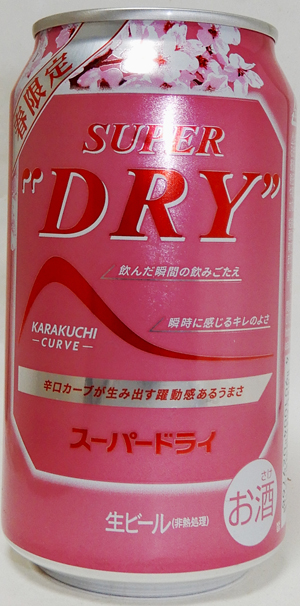 春限定
SUPER
"DRY"
飲んだ瞬間の飲みごたえ
瞬時に感じるキレのよさ
KARAKUCHI
–CURVE–
辛口カーブが生み出す躍動感あるうまさ
スーパードライ
さけ
お酒
生ビール(非熱処理)